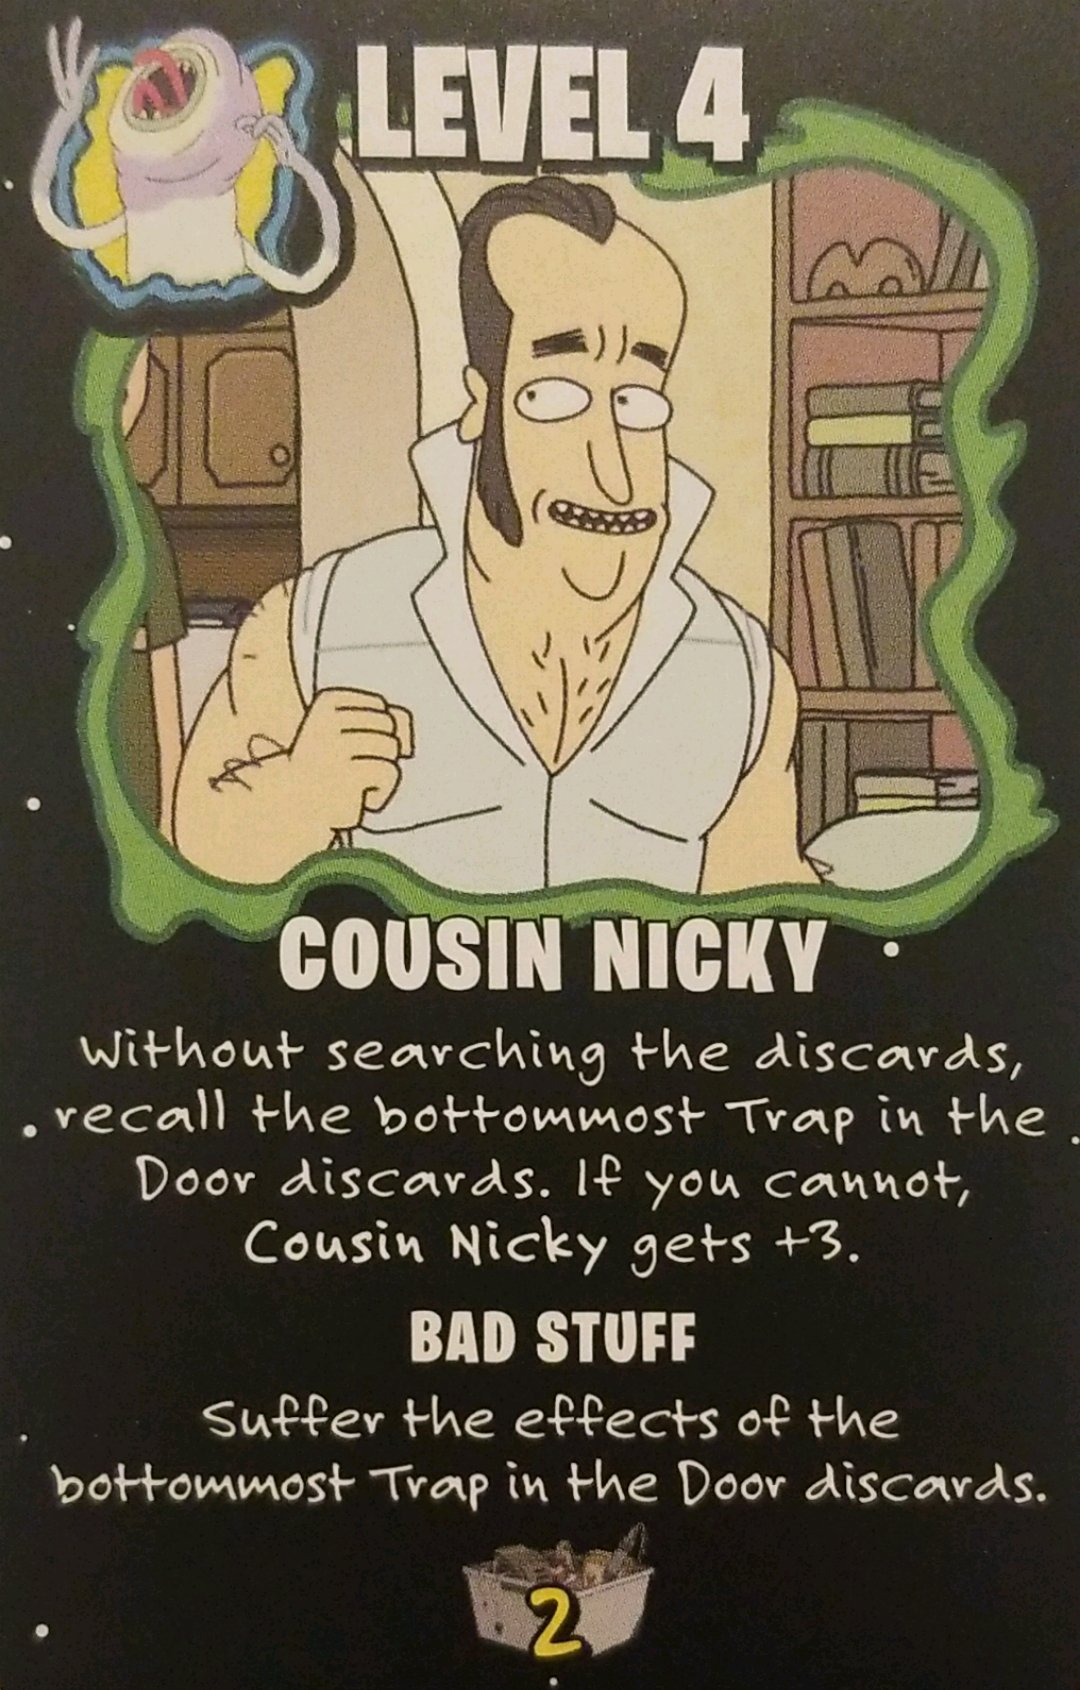 LEVEL 4
COUSIN NICKY
Without searching the discards,
recall the bottommost Trap in the
Door discards. If you cannot,
Cousin Nicky gets +3.
BAD STUFF
Suffer the effects of the
bottommost Trap in the Door discards.
2